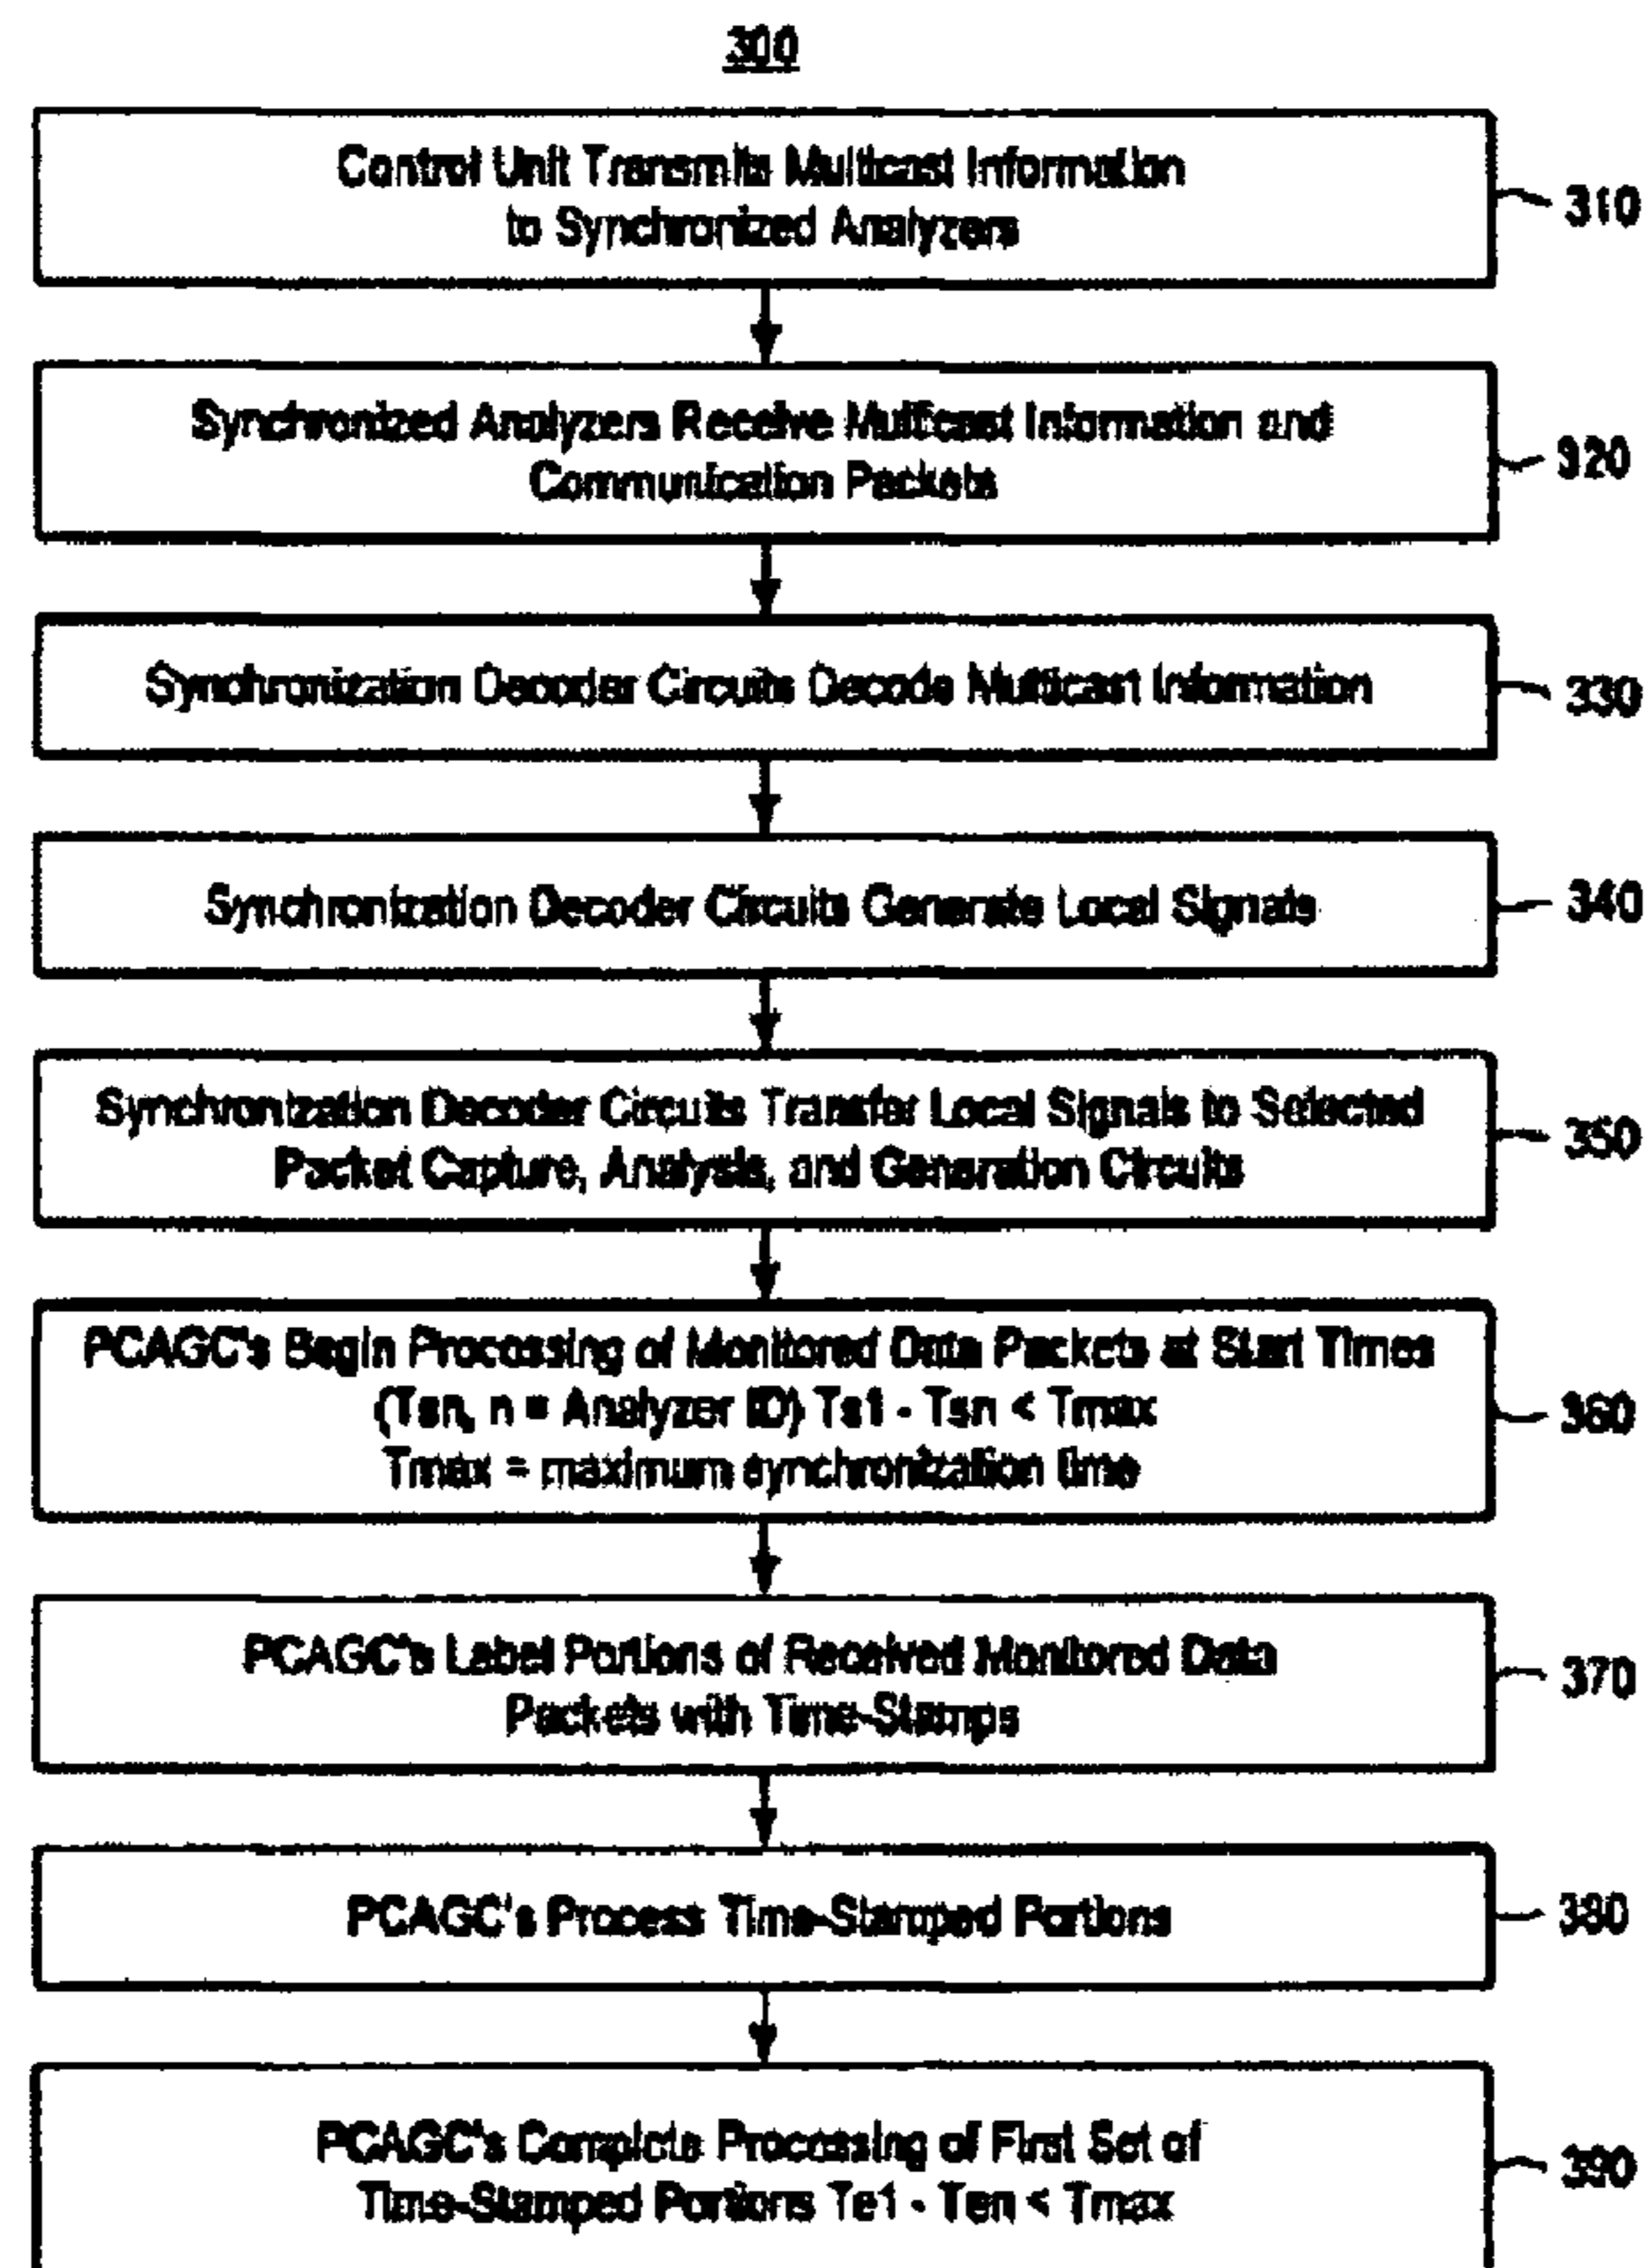 300
Control Unit Transmits Multicast Information
to Synchronized Analyzers
310
Synchronized Analyzers Receive Multicast Information and
Communication Packets
320
Synchronization Decoder Circuits Decode Multicast Information
330
Synchronization Decoder Circuits Generate Local Signals
340
Synchronization Decoder Circuits Transfer Local Signals to Selected
Packet Capture, Analysis, and Generation Circuits
350
PCAGC's Begin Processing of Monitored Data Packets at Start Times
(Tsn, n = Analyzer ID) Ts1 - Tsn < Tmax
Tmax = maximum synchronization time
360
PCAGC's Label Portions of Received Monitored Data
Packets with Time-Stamps
370
PCAGC's Process Time-Stamped Portions
380
PCAGC's Complete Processing of First Set of
Time-Stamped Portions Te1 - Ten < Tmax
390